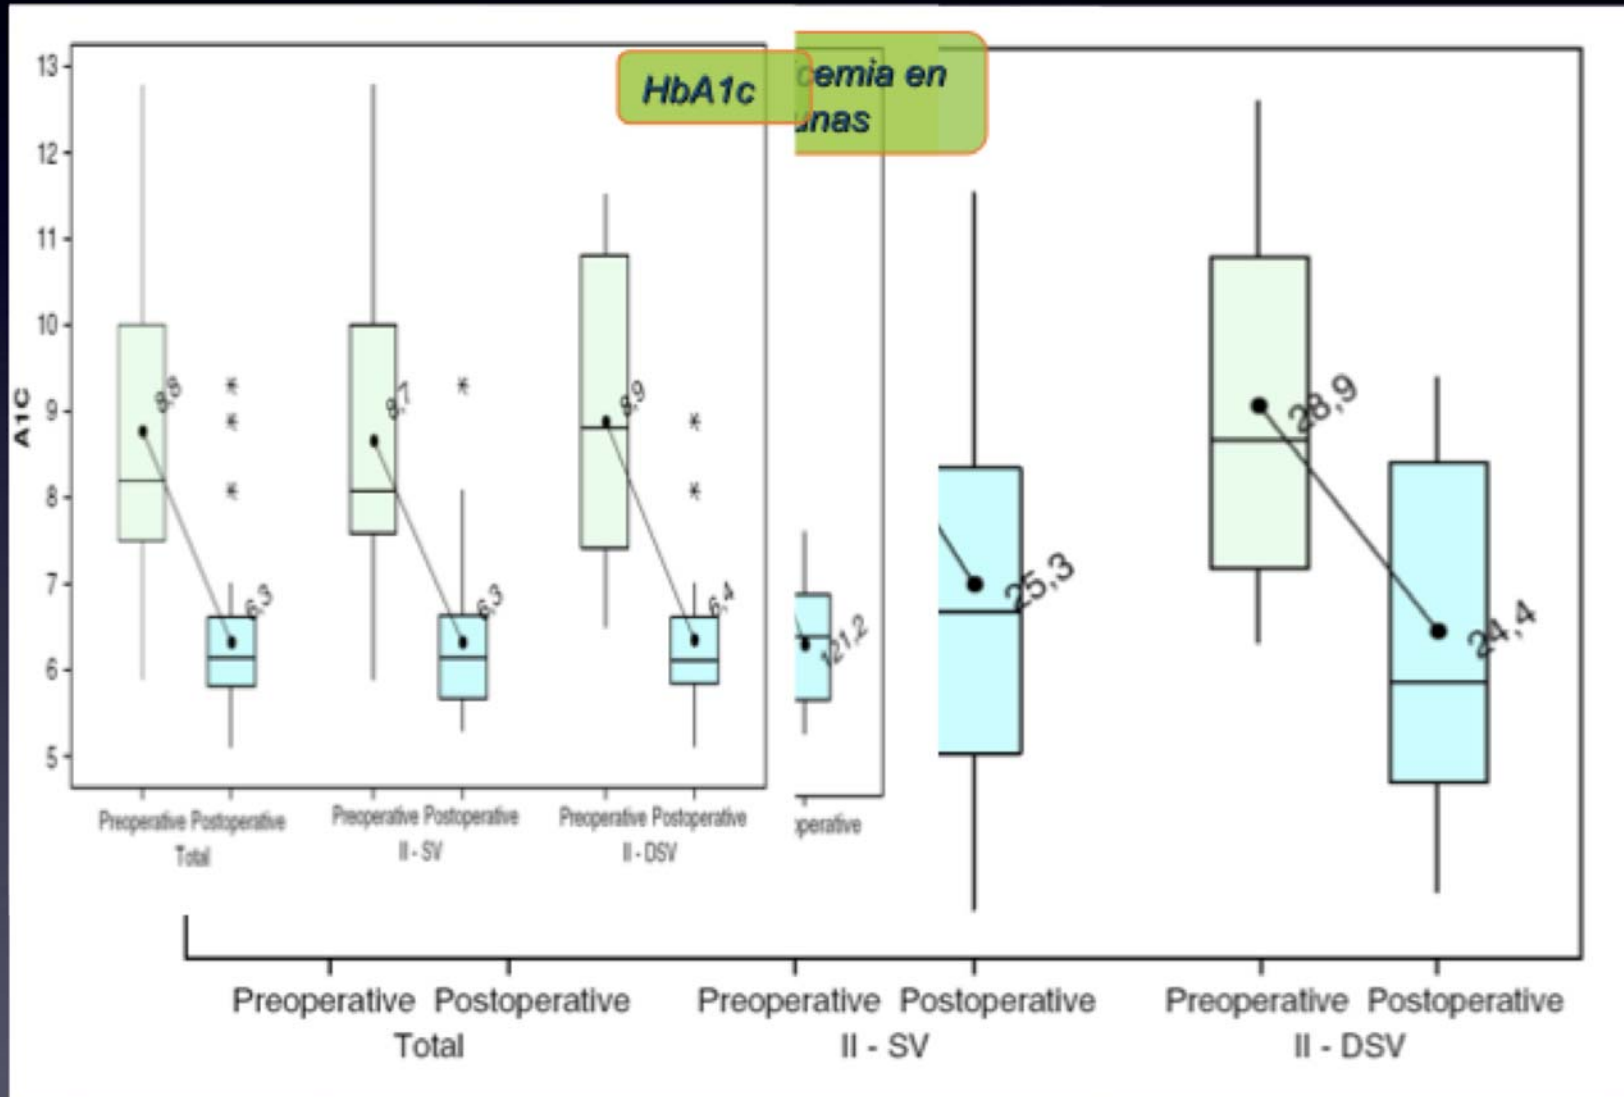 HbA1c
cemia en
unas
13
12
11
10
9
8
7
6
5
A1C
8,8
6,3
8,7
6,3
8,9
6,4
121,2
25,3
28,9
24,4
Preoperative Postoperative
Total
Preoperative Postoperative
II - SV
Preoperative Postoperative
II - DSV
perative
Preoperative Postoperative
Total
Preoperative Postoperative
II - SV
Preoperative Postoperative
II - DSV